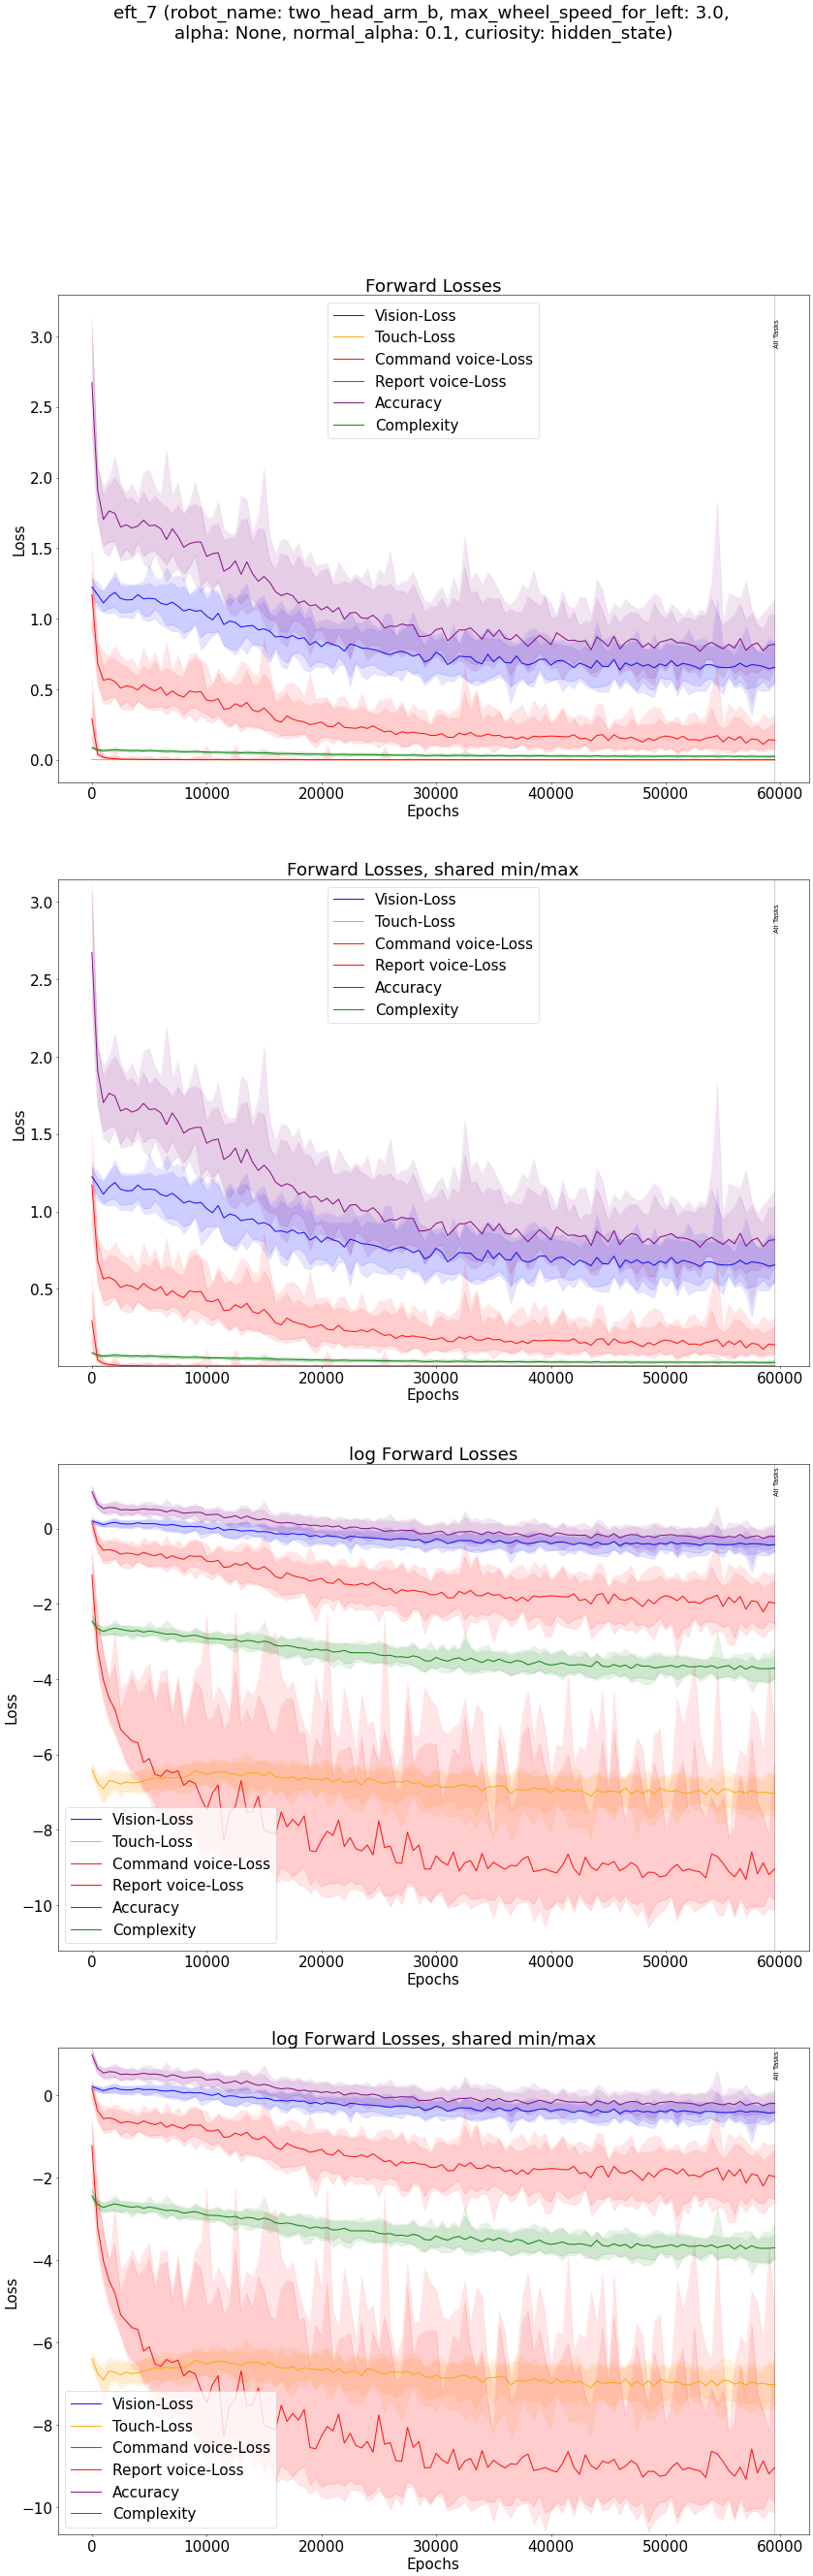 eft_7 (robot_name: two_head_arm_b, max_wheel_speed_for_left: 3.0,
alpha: None, normal_alpha: 0.1, curiosity: hidden_state)
Forward Losses
Vision-Loss
Touch-Loss
Command voice-Loss
Report voice-Loss
Accuracy
Complexity
All Tasks
3.0
2.5
2.0
1.5
1.0
0.5
0.0
Loss
0 10000 20000 30000 40000 50000 60000
Epochs
Forward Losses, shared min/max
Vision-Loss
Touch-Loss
Command voice-Loss
Report voice-Loss
Accuracy
Complexity
All Tasks
3.0
2.5
2.0
1.5
1.0
0.5
Loss
0 10000 20000 30000 40000 50000 60000
Epochs
log Forward Losses
All Tasks
0
−2
−4
−6
−8
−10
Loss
Vision-Loss
Touch-Loss
Command voice-Loss
Report voice-Loss
Accuracy
Complexity
0 10000 20000 30000 40000 50000 60000
Epochs
log Forward Losses, shared min/max
All Tasks
0
−2
−4
−6
−8
−10
Loss
Vision-Loss
Touch-Loss
Command voice-Loss
Report voice-Loss
Accuracy
Complexity
0 10000 20000 30000 40000 50000 60000
Epochs